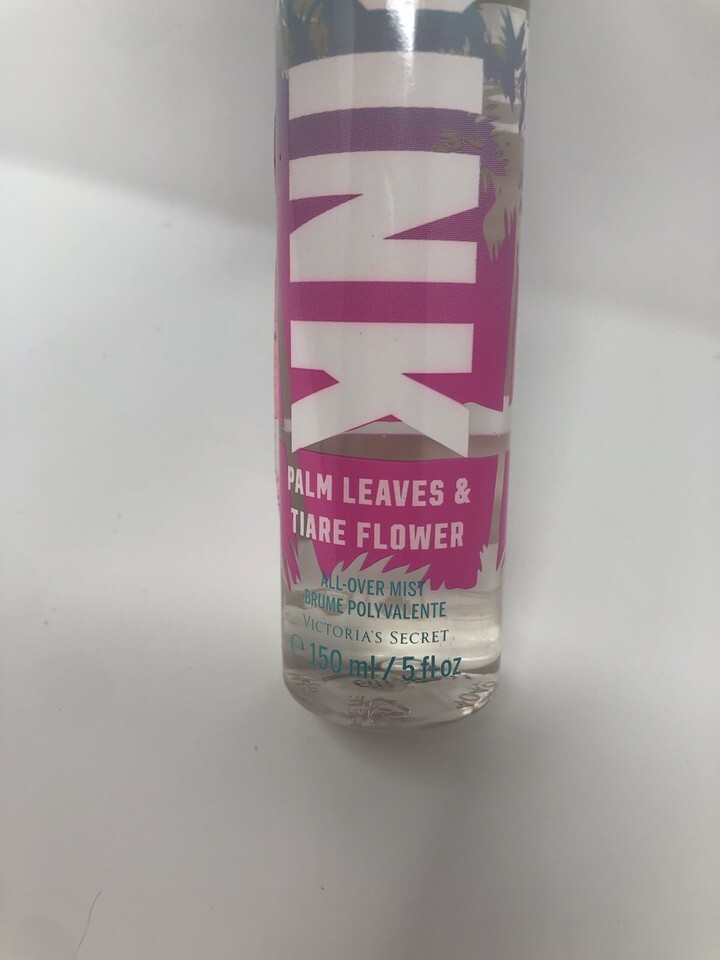 INK
PALM LEAVES &
TIARE FLOWER
ALL-OVER MIST
BRUME POLYVALENTE
VICTORIA'S SECRET
℮ 150 ml / 5 fl oz